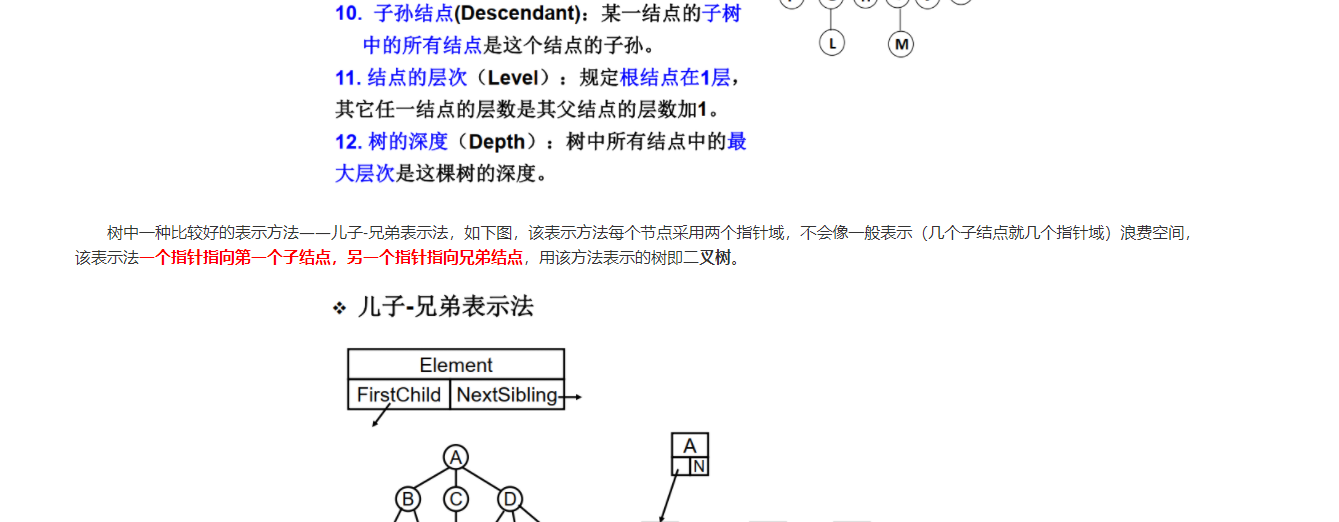 10. 子孙结点(Descendant)：某一结点的子树
中的所有结点是这个结点的子孙。
11. 结点的层次（Level）：规定根结点在1层，
其它任一结点的层数是其父结点的层数加1。
12. 树的深度（Depth）：树中所有结点中的最
大层次是这棵树的深度。
L
M
树中一种比较好的表示方法——儿子-兄弟表示法，如下图，该表示方法每个节点采用两个指针域，不会像一般表示（几个子结点就几个指针域）浪费空间，
该表示法一个指针指向第一个子结点，另一个指针指向兄弟结点，用该方法表示的树即二叉树。
❖ 儿子-兄弟表示法
Element
FirstChild NextSibling
A
B C D
A
N